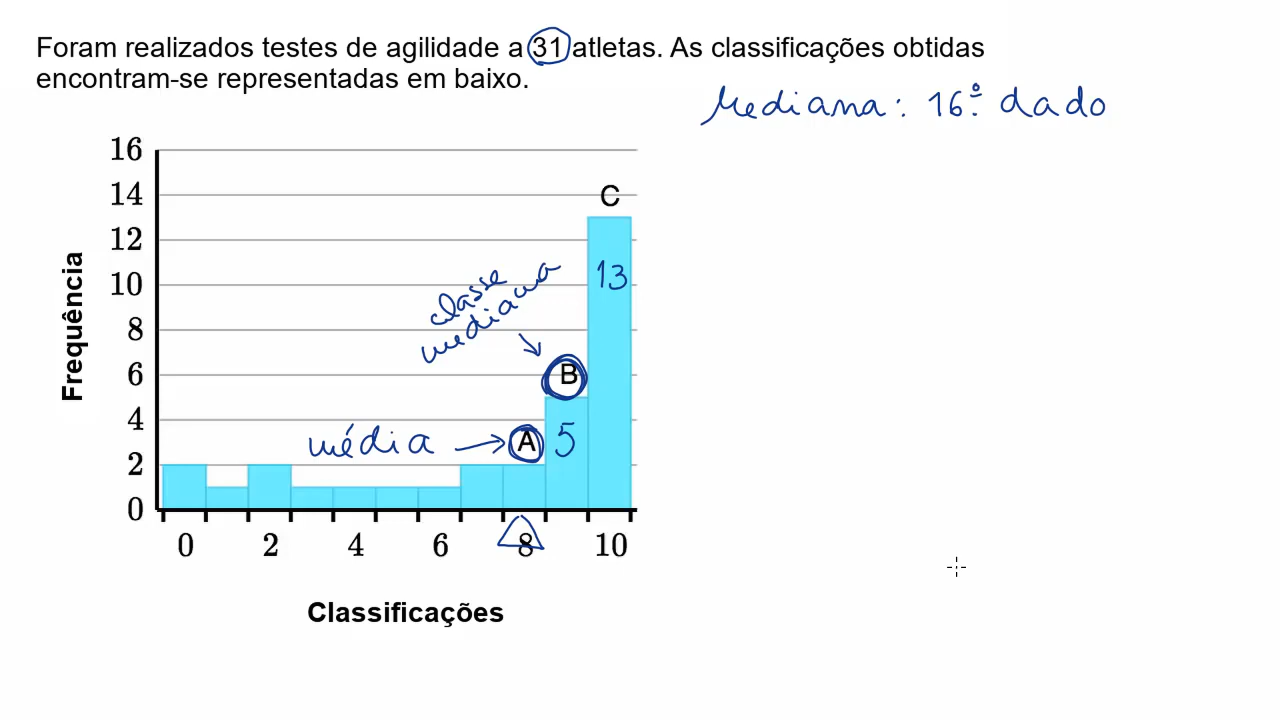 Foram realizados testes de agilidade a 31 atletas. As classificações obtidas
encontram-se representadas em baixo.
Mediana: 16º dado
16
14
12
10
8
6
4
2
0
Frequência
C
13
classe
mediana
B
5
média
A
0 2 4 6 8 10
Classificações